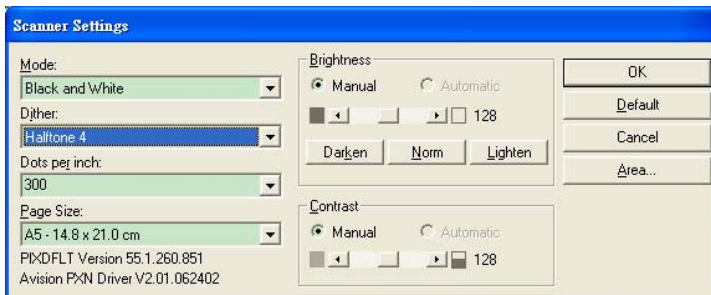 Scanner Settings
Mode:
Black and White
Dither:
Halftone 4
Dots per inch:
300
Page Size:
A5 - 14.8 x 21.0 cm
PIXDFLT Version 55.1.260.851
Avision PXN Driver V2.01.062402
Brightness
Manual
Automatic
128
Darken
Norm
Lighten
Contrast
Manual
Automatic
128
OK
Default
Cancel
Area...